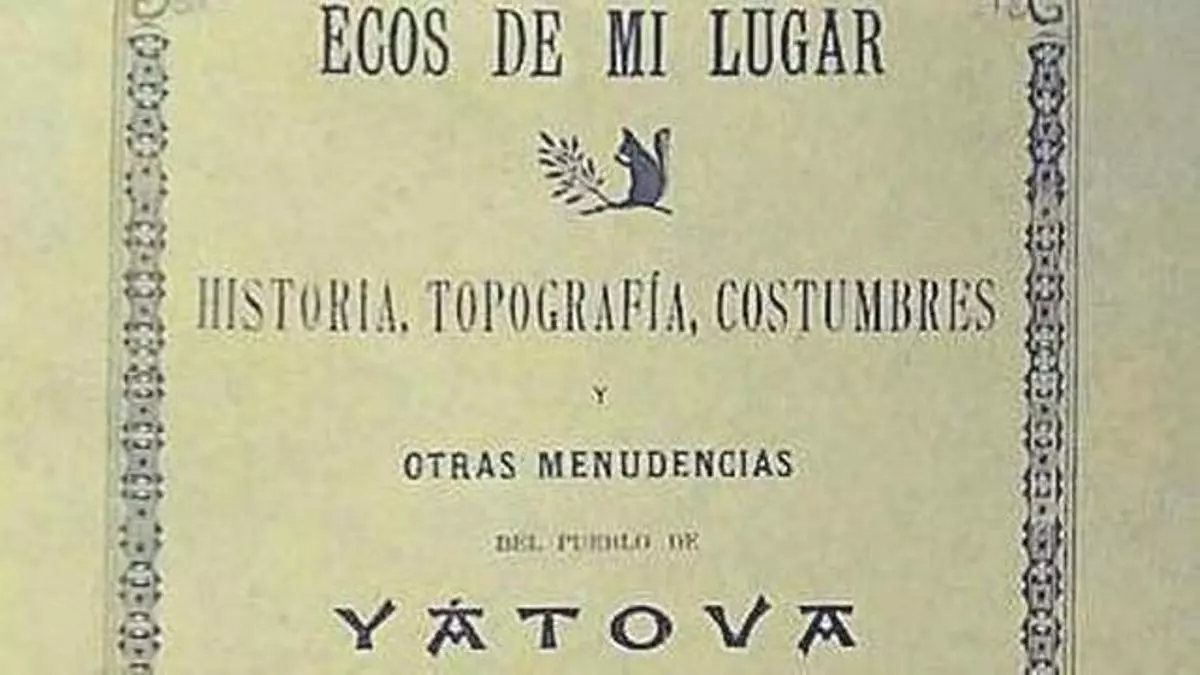 ECOS DE MI LUGAR
HISTORIA, TOPOGRAFÍA, COSTUMBRES
Y
OTRAS MENUDENCIAS
DEL PUEBLO DE
YÁTOVA